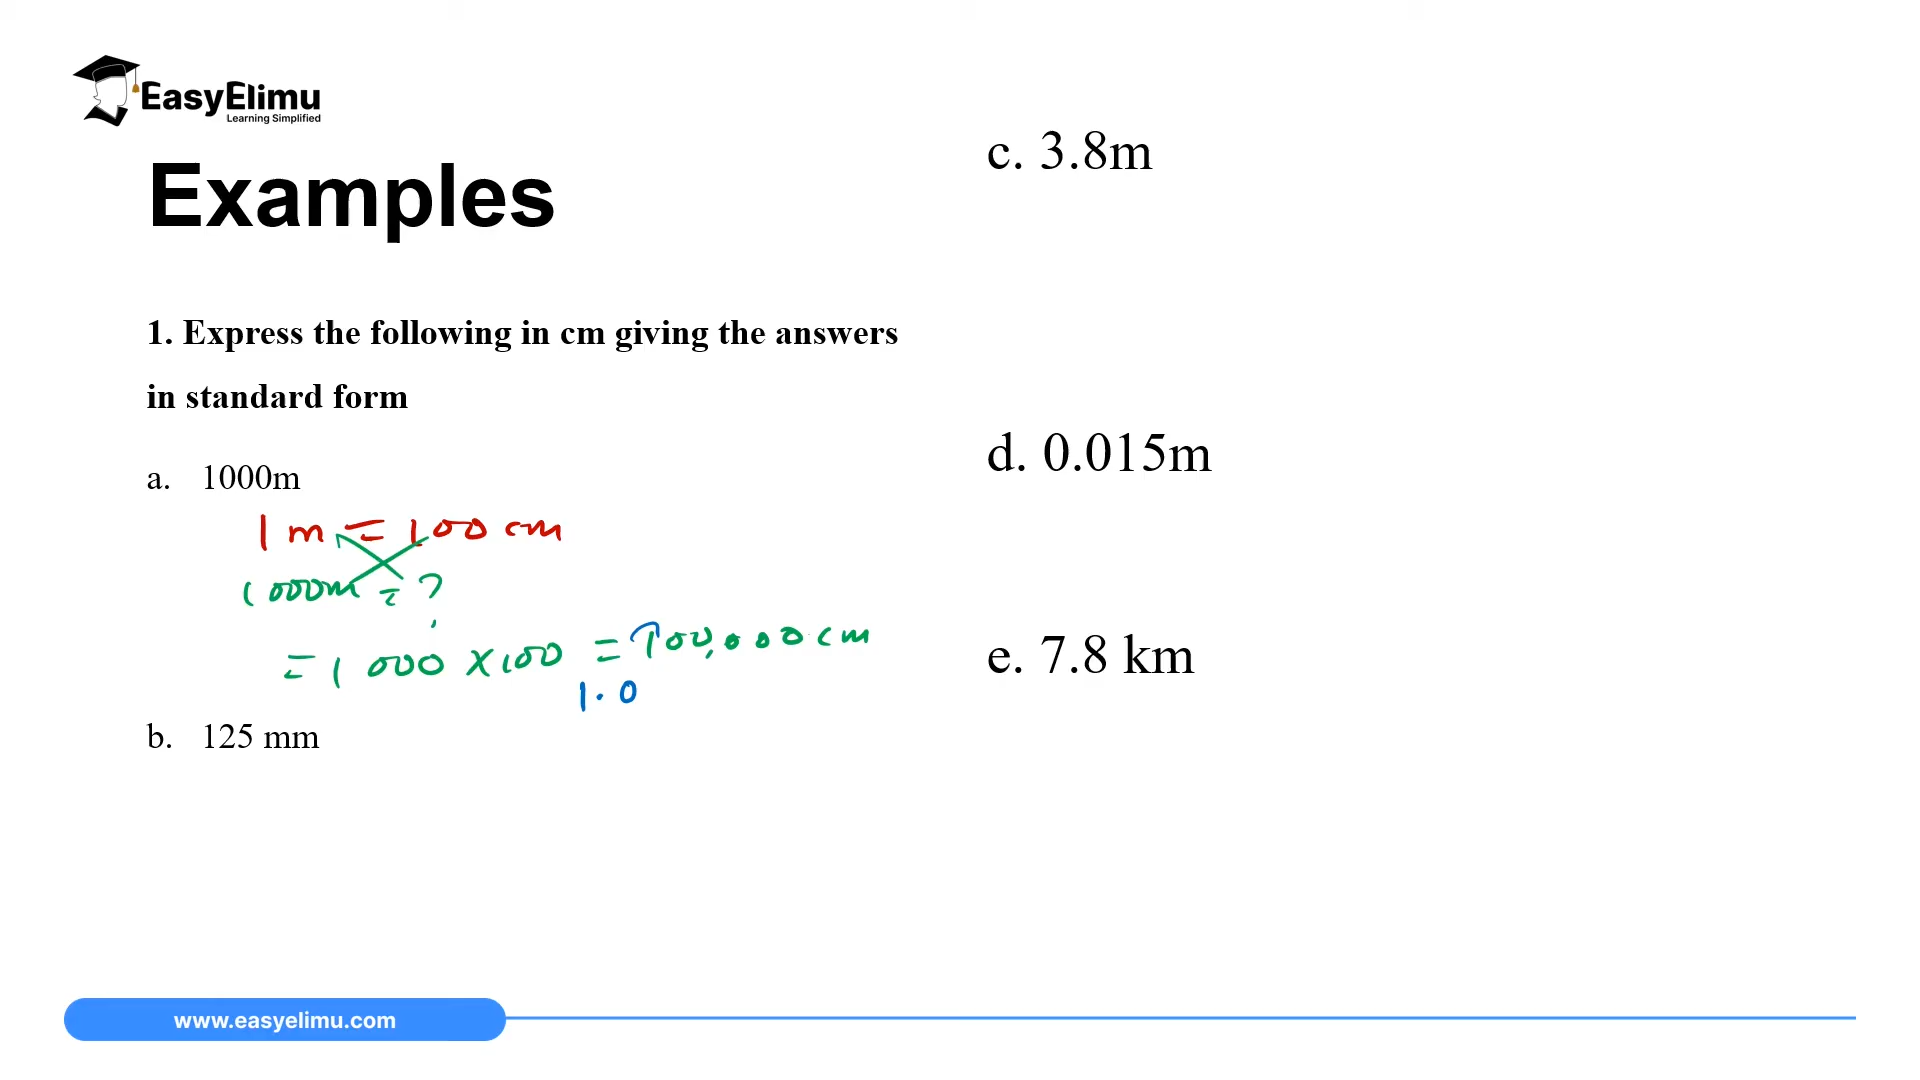 EasyElimu
Learning Simplified
Examples
1. Express the following in cm giving the answers
in standard form
a. 1000m
1 m = 100 cm
1000m = ?
= 1000 x 100 = 100,000 cm
1.0
b. 125 mm
c. 3.8m
d. 0.015m
e. 7.8 km
www.easyelimu.com